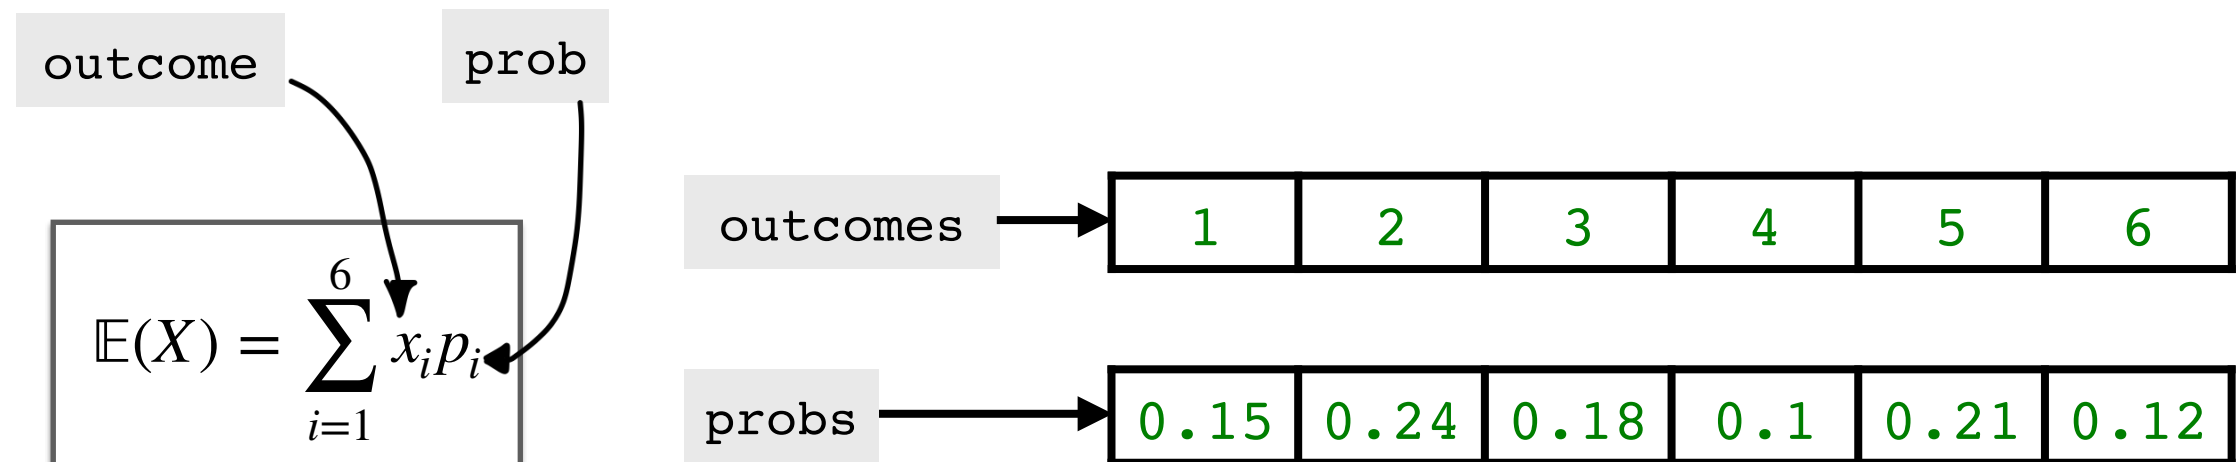 outcome
prob
outcomes 1 2 3 4 5 6
𝔼(X) = ∑_{i=1}^{6} x_i p_i
probs 0.15 0.24 0.18 0.1 0.21 0.12